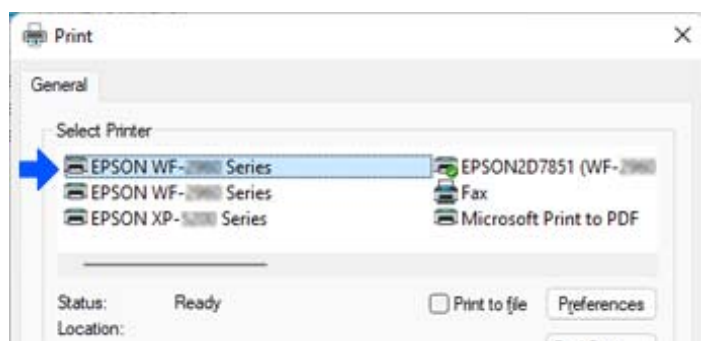 Print
General
Select Printer
EPSON WF- Series
EPSON2D7851 (WF-
EPSON WF- Series
Fax
EPSON XP- Series
Microsoft Print to PDF
Status: Ready
Print to file
Preferences
Location: